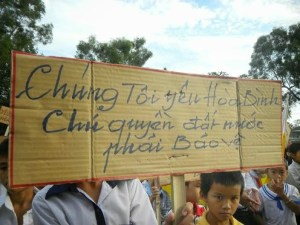 Chúng Tôi yêu Hoà Bình
Chủ quyền đất nước
phải Bảo vệ